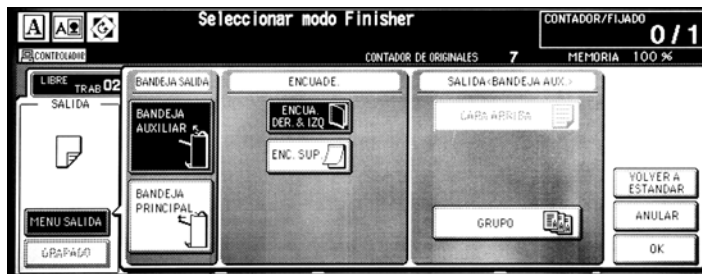 Seleccionar modo Finisher
CONTADOR/FIJADO
0 / 1
A
A
CONTROLADOR
CONTADOR DE ORIGINALES 7 MEMORIA 100 %
LIBRE TRAB 02
SALIDA
MENU SALIDA
GRAPADO
BANDEJA SALIDA
BANDEJA
AUXILIAR
BANDEJA
PRINCIPAL
ENCUADE.
ENCUA.
DER. & IZQ
ENC. SUP
SALIDA<BANDEJA AUX.>
CARA ARRIBA
GRUPO
VOLVER A
ESTANDAR
ANULAR
OK